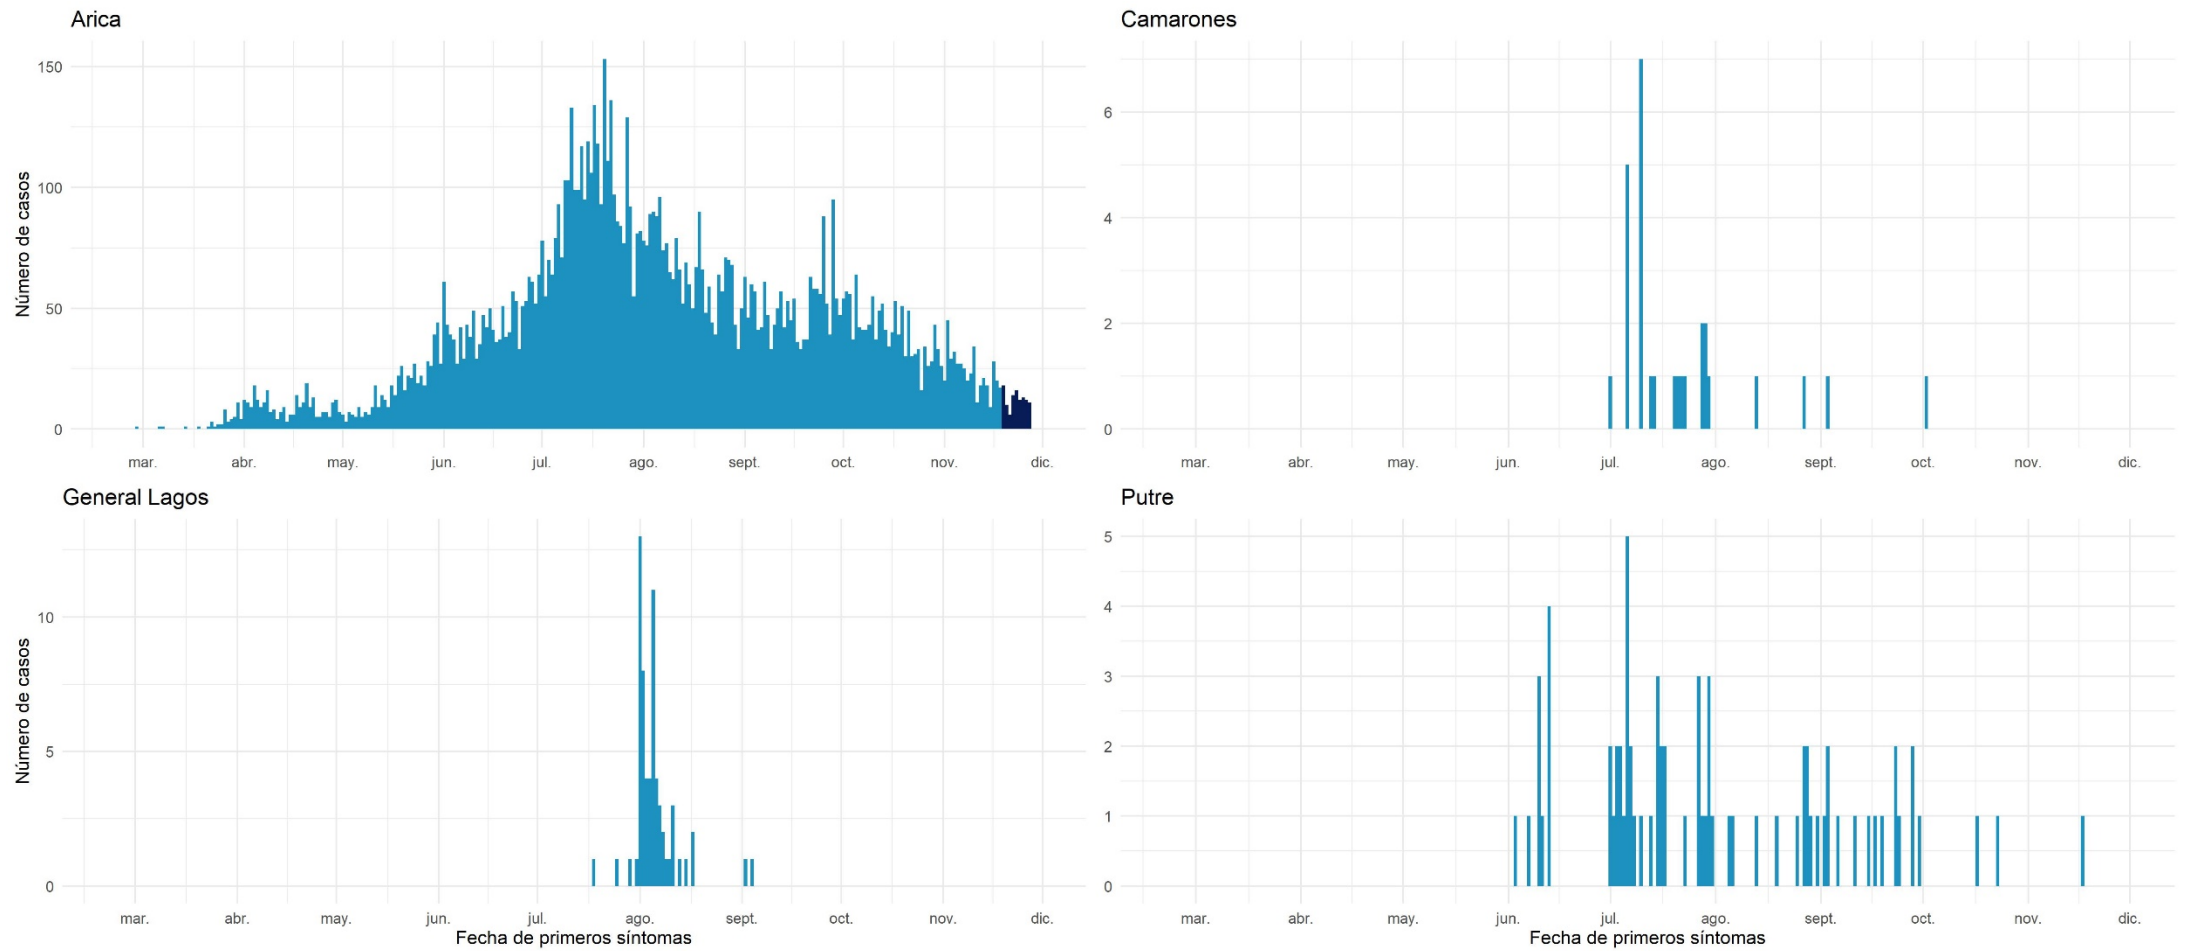 Arica
Número de casos
150
100
50
0
mar. abr. may. jun. jul. ago. sept. oct. nov. dic.
Camarones
6
4
2
0
mar. abr. may. jun. jul. ago. sept. oct. nov. dic.
General Lagos
Número de casos
10
5
0
mar. abr. may. jun. jul. ago. sept. oct. nov. dic.
Fecha de primeros síntomas
Putre
5
4
3
2
1
0
mar. abr. may. jun. jul. ago. sept. oct. nov. dic.
Fecha de primeros síntomas